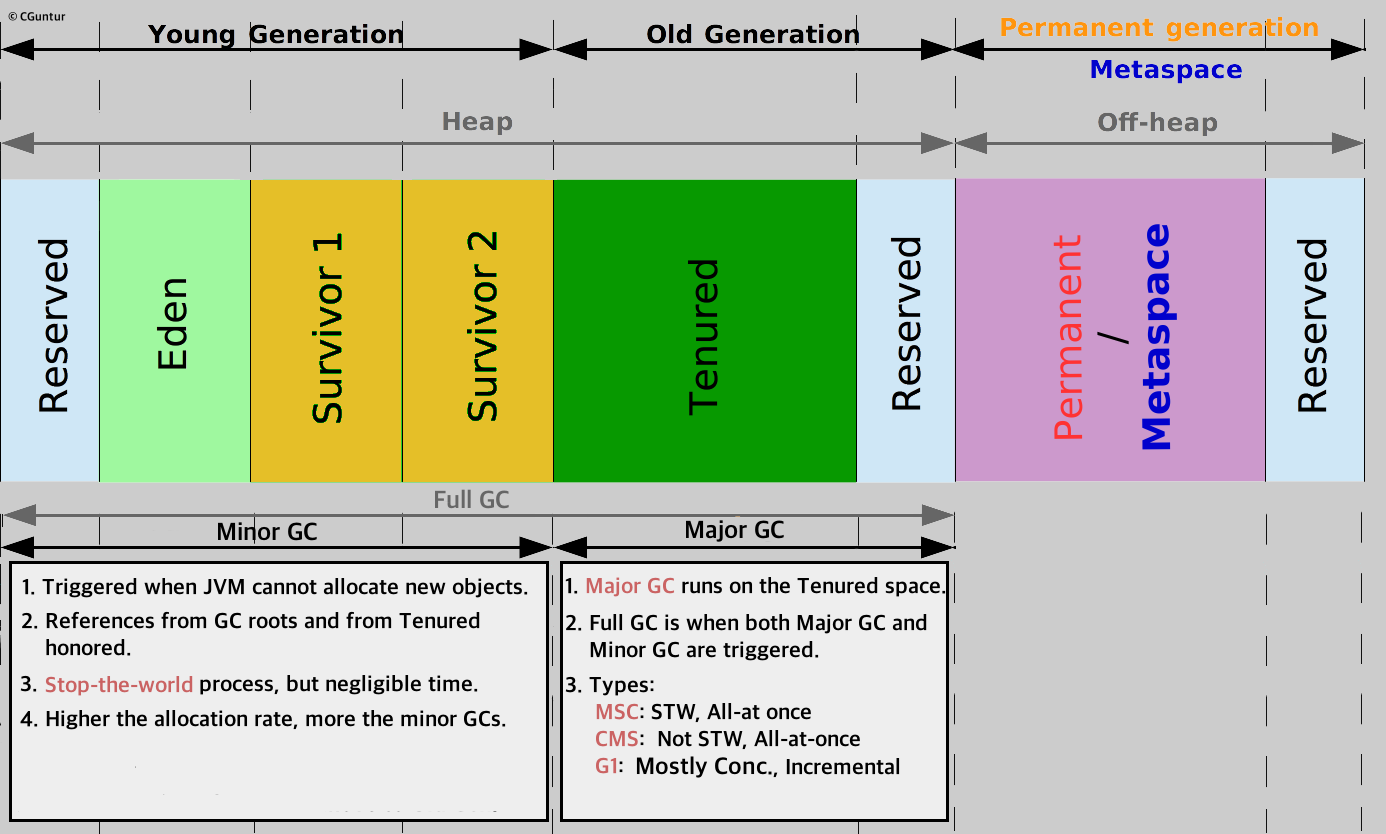 © CGuntur
Young Generation
Old Generation
Permanent generation
Metaspace
Heap
Off-heap
Reserved
Eden
Survivor 1
Survivor 2
Tenured
Reserved
Permanent
/
Metaspace
Reserved
Full GC
Minor GC
Major GC
1. Triggered when JVM cannot allocate new objects.
2. References from GC roots and from Tenured
honored.
3. Stop-the-world process, but negligible time.
4. Higher the allocation rate, more the minor GCs.
1. Major GC runs on the Tenured space.
2. Full GC is when both Major GC and
Minor GC are triggered.
3. Types:
MSC: STW, All-at once
CMS: Not STW, All-at-once
G1: Mostly Conc., Incremental